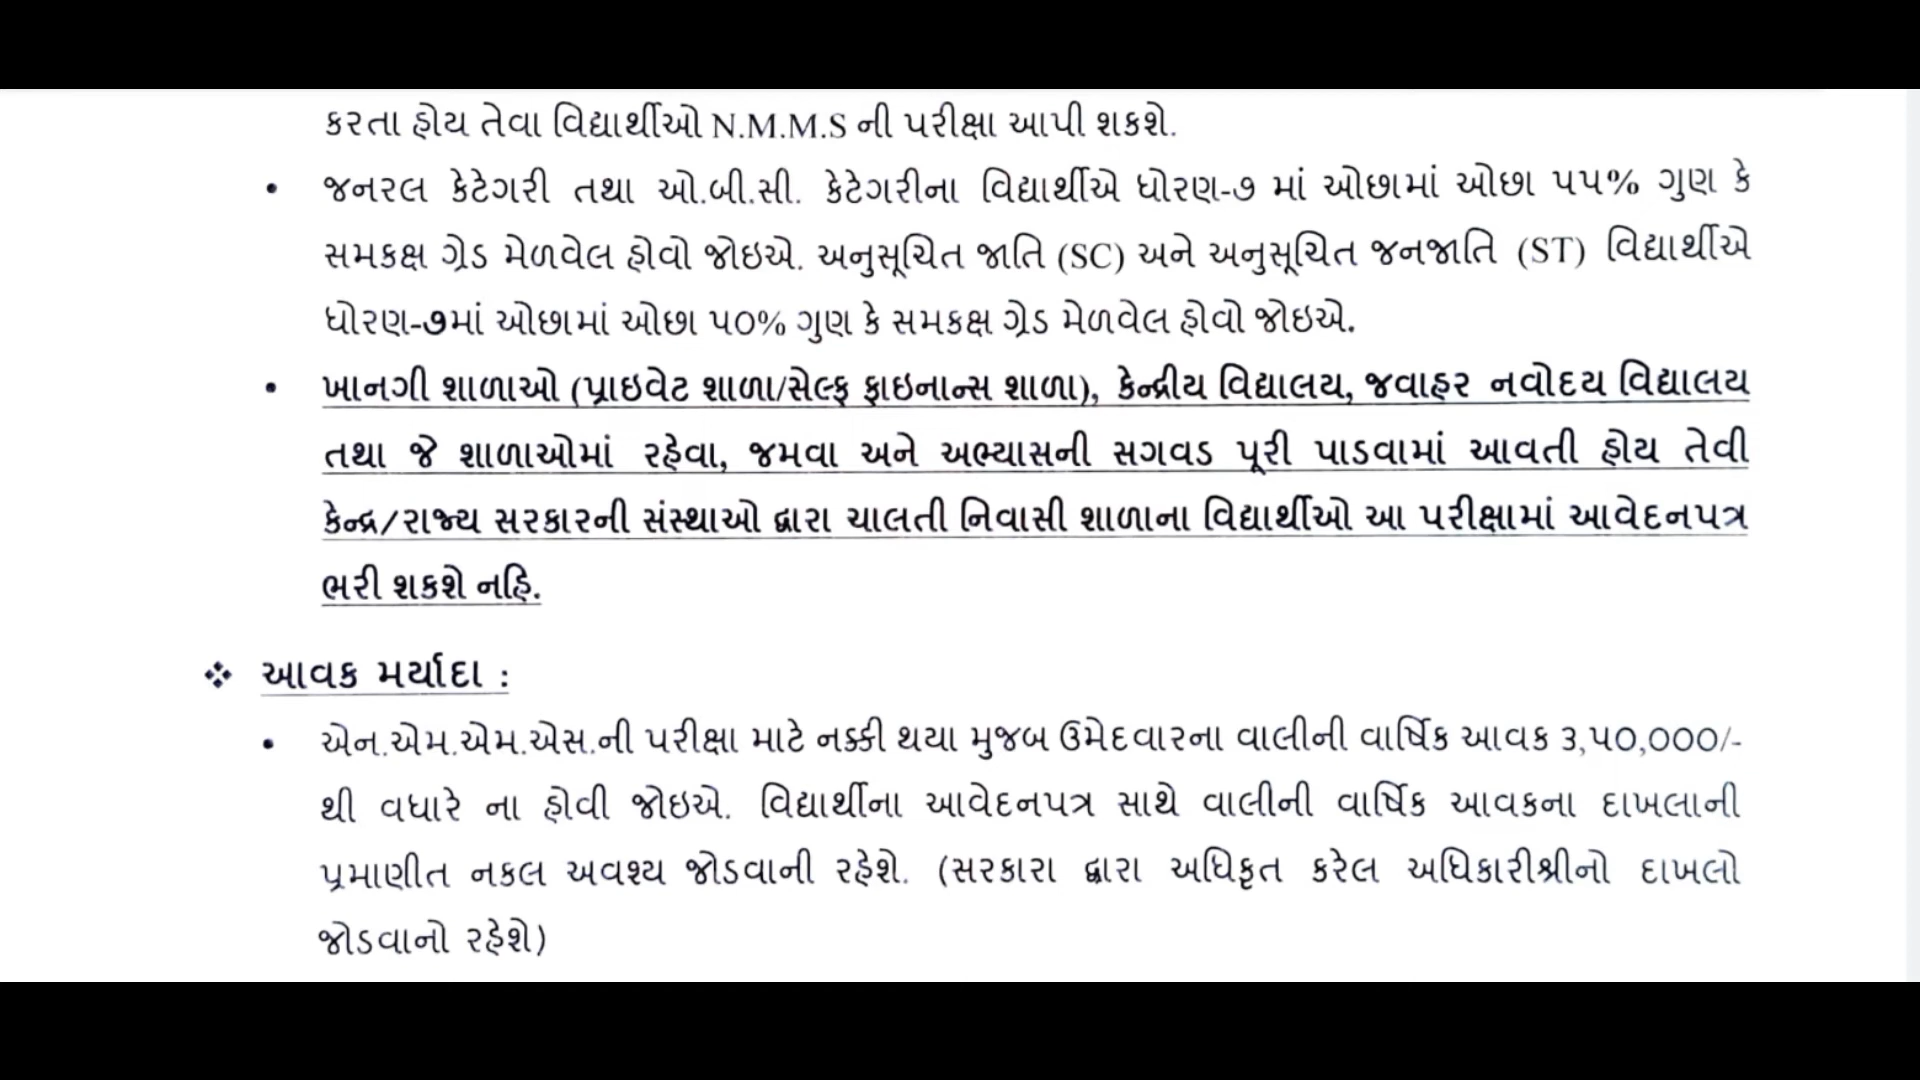 કરતા હોય તેવા વિદ્યાર્થીઓ N.M.M.S ની પરીક્ષા આપી શકશે.
• જનરલ કેટેગરી તથા ઓ.બી.સી. કેટેગરીના વિદ્યાર્થીએ ધોરણ-૭ માં ઓછામાં ઓછા ૫૫% ગુણ કે
સમકક્ષ ગ્રેડ મેળવેલ હોવો જોઇએ. અનુસૂચિત જાતિ (SC) અને અનુસૂચિત જનજાતિ (ST) વિદ્યાર્થીએ
ધોરણ-૭માં ઓછામાં ઓછા ૫૦% ગુણ કે સમકક્ષ ગ્રેડ મેળવેલ હોવો જોઇએ.
• ખાનગી શાળાઓ (પ્રાઇવેટ શાળા/સેલ્ફ ફાઇનાન્સ શાળા), કેન્દ્રીય વિદ્યાલય, જવાહર નવોદય વિદ્યાલય
તથા જે શાળાઓમાં રહેવા, જમવા અને અભ્યાસની સગવડ પૂરી પાડવામાં આવતી હોય તેવી
કેન્દ્ર/રાજ્ય સરકારની સંસ્થાઓ દ્વારા ચાલતી નિવાસી શાળાના વિદ્યાર્થીઓ આ પરીક્ષામાં આવેદનપત્ર
ભરી શકશે નહિ.
❖ આવક મર્યાદા :
• એન.એમ.એમ.એસ.ની પરીક્ષા માટે નક્કી થયા મુજબ ઉમેદવારના વાલીની વાર્ષિક આવક ૩,૫૦,૦૦૦/-
થી વધારે ના હોવી જોઇએ. વિદ્યાર્થીના આવેદનપત્ર સાથે વાલીની વાર્ષિક આવકના દાખલાની
પ્રમાણીત નકલ અવશ્ય જોડવાની રહેશે. (સરકારા દ્વારા અધિકૃત કરેલ અધિકારીશ્રીનો દાખલો
જોડવાનો રહેશે)